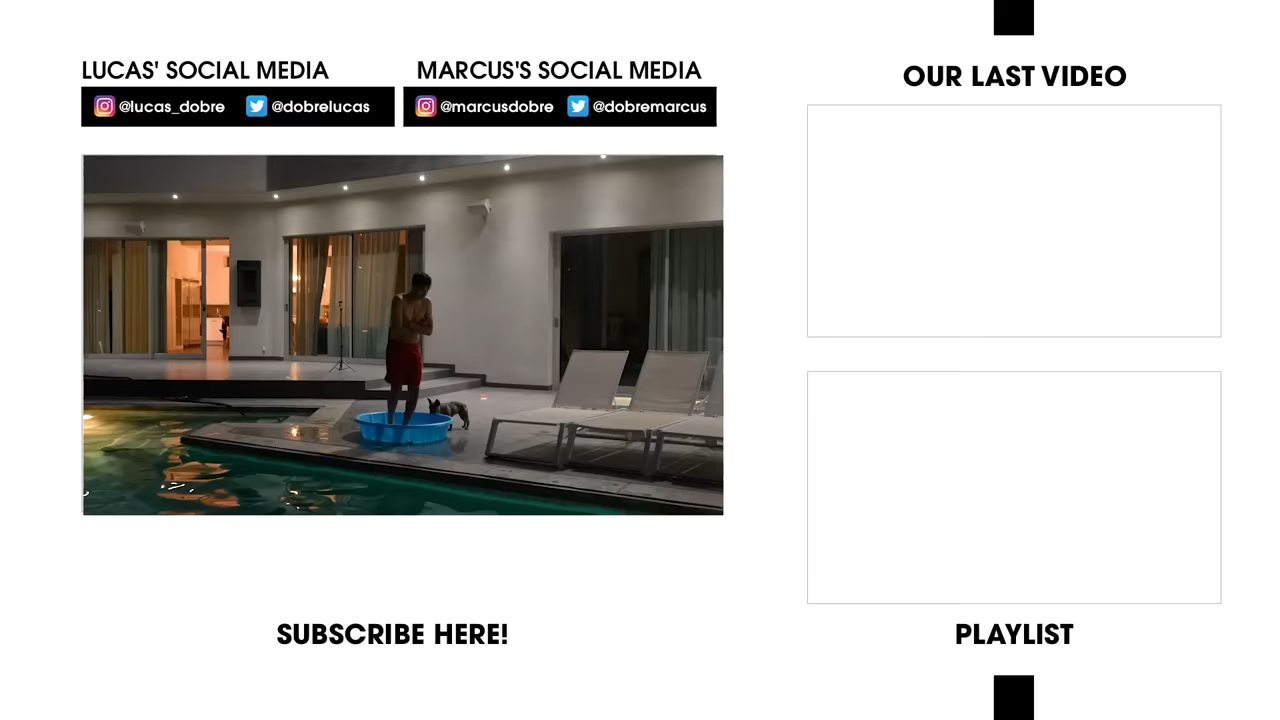 LUCAS' SOCIAL MEDIA
@lucas_dobre @dobrelucas
MARCUS'S SOCIAL MEDIA
@marcusdobre @dobremarcus
OUR LAST VIDEO
SUBSCRIBE HERE!
PLAYLIST